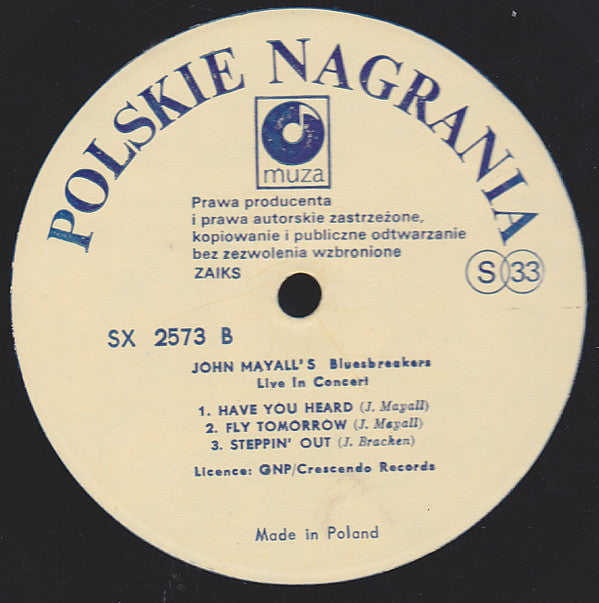 POLSKIE NAGRANIA
muza
Prawa producenta
i prawa autorskie zastrzeżone,
kopiowanie i publiczne odtwarzanie
bez zezwolenia wzbronione
ZAIKS
S 33
SX 2573 B
JOHN MAYALL'S Bluesbreakers
Live In Concert
1. HAVE YOU HEARD (J. Mayall)
2. FLY TOMORROW (J. Mayall)
3. STEPPIN' OUT (J. Bracken)
Licence: GNP/Crescendo Records
Made in Poland